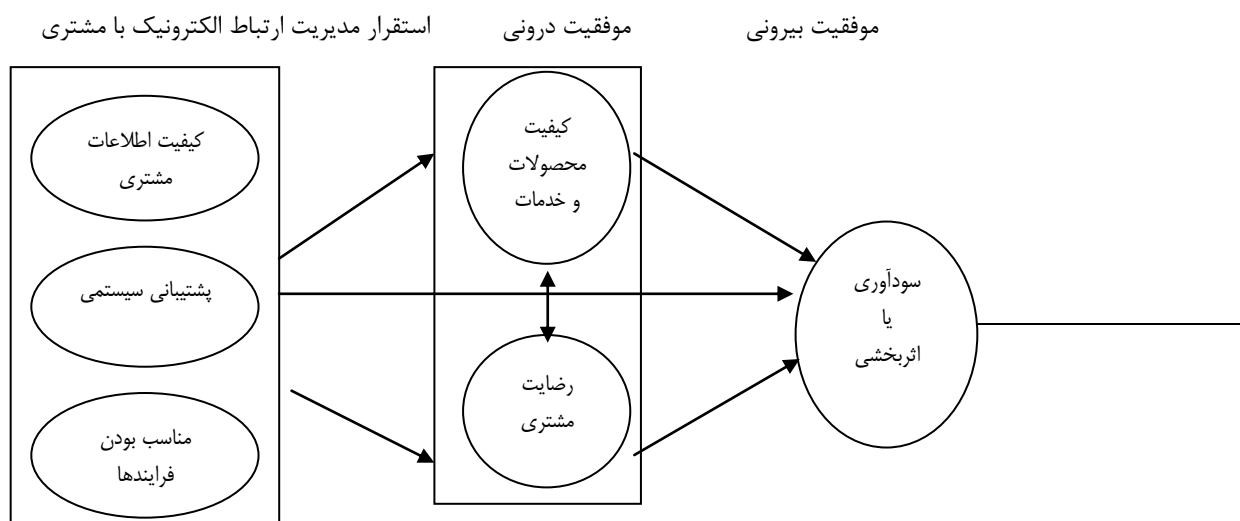 استقرار مدیریت ارتباط الکترونیک با مشتری
موفقیت درونی
موفقیت بیرونی
کیفیت اطلاعات
مشتری
پشتیبانی سیستمی
مناسب بودن
فرایندها
کیفیت
محصولات
و خدمات
رضایت
مشتری
سودآوری
یا
اثربخشی